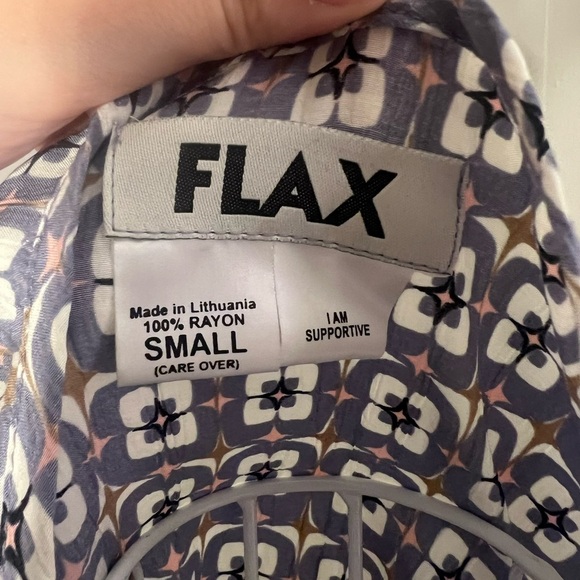 FLAX
Made in Lithuania
100% RAYON
SMALL
(CARE OVER)
I AM
SUPPORTIVE